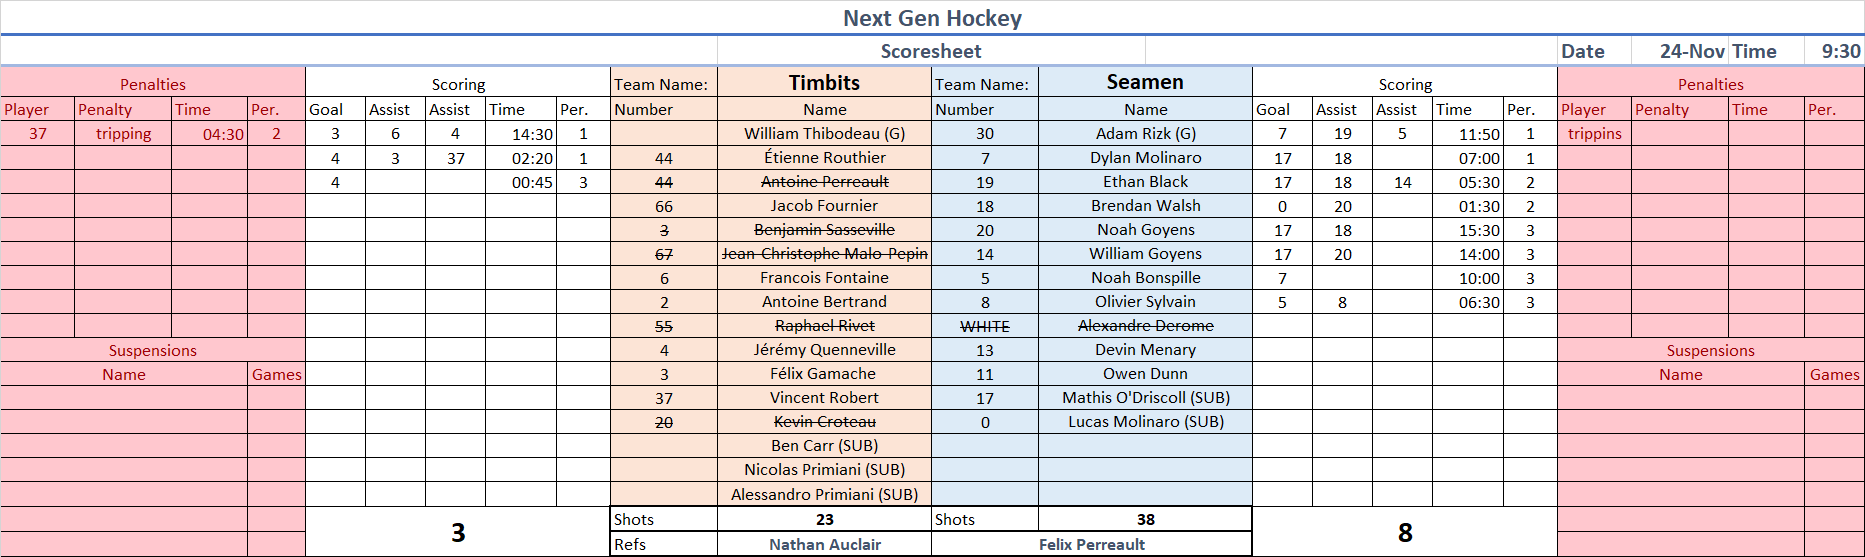 Next Gen Hockey
Scoresheet Date 24-Nov Time 9:30
Penalties Scoring Team Name: Timbits Team Name: Seamen Scoring Penalties
Player Penalty Time Per. Goal Assist Assist Time Per. Number Name Number Name Goal Assist Assist Time Per. Player Penalty Time Per.
37 tripping 04:30 2 3 6 4 14:30 1 William Thibodeau (G) 30 Adam Rizk (G) 7 19 5 11:50 1 trippins
4 3 37 02:20 1 44 Étienne Routhier 7 Dylan Molinaro 17 18 07:00 1
4 00:45 3 44 Antoine Perreault 19 Ethan Black 17 18 14 05:30 2
66 Jacob Fournier 18 Brendan Walsh 0 20 01:30 2
3 Benjamin Sasseville 20 Noah Goyens 17 18 15:30 3
67 Jean-Christophe Malo-Pepin 14 William Goyens 17 20 14:00 3
6 Francois Fontaine 5 Noah Bonspille 7 10:00 3
2 Antoine Bertrand 8 Olivier Sylvain 5 8 06:30 3
55 Raphael Rivet WHITE Alexandre Derome
Suspensions 4 Jérémy Quenneville 13 Devin Menary Suspensions
Name Games 3 Félix Gamache 11 Owen Dunn Name Games
37 Vincent Robert 17 Mathis O'Driscoll (SUB)
20 Kevin Croteau 0 Lucas Molinaro (SUB)
Ben Carr (SUB)
Nicolas Primiani (SUB)
Alessandro Primiani (SUB)
3 Shots 23 Shots 38 8
Refs Nathan Auclair Felix Perreault